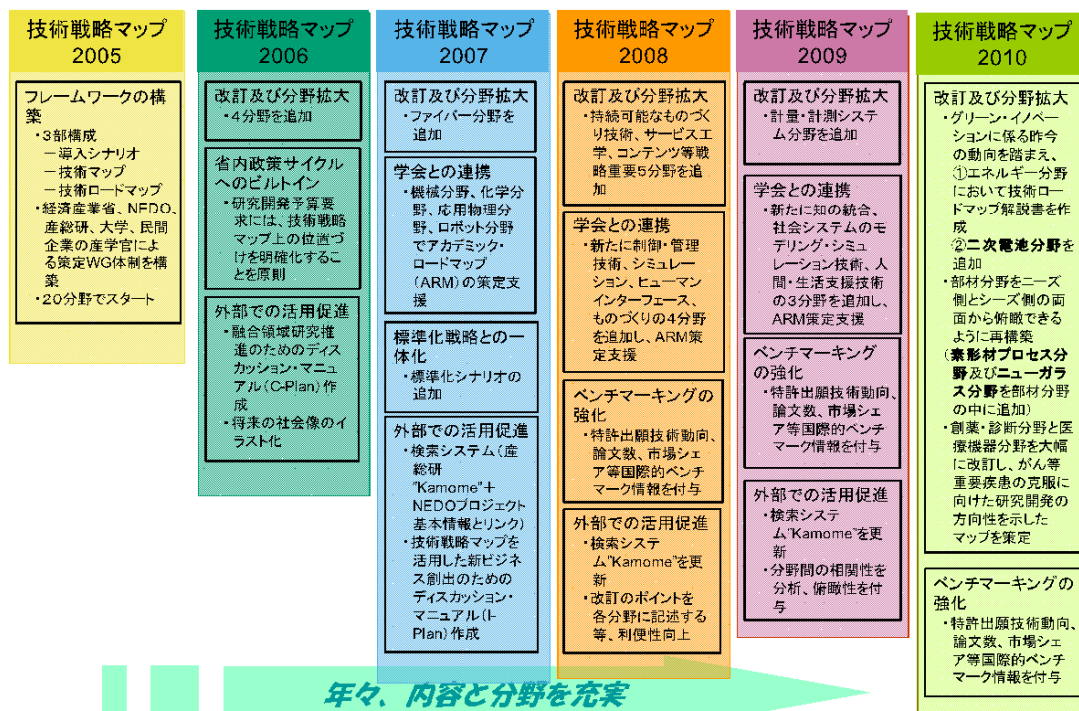 技術戦略マップ
2005
フレームワークの構
築
・3部構成
－導入シナリオ
－技術マップ
－技術ロードマップ
・経済産業省、NEDO、
産総研、大学、民間
企業の産学官によ
る策定WG体制を構
築
・20分野でスタート
技術戦略マップ
2006
改訂及び分野拡大
・4分野を追加
省内政策サイクル
へのビルトイン
・研究開発予算要
求には、技術戦略
マップ上の位置づ
けを明確化するこ
とを原則
外部での活用促進
・融合領域研究推
進のためのディス
カッション・マニュ
アル(C-Plan)作
成
・将来の社会像のイ
ラスト化
技術戦略マップ
2007
改訂及び分野拡大
・ファイバー分野を
追加
学会との連携
・機械分野、化学分
野、応用物理分
野、ロボット分野
でアカデミック・
ロードマップ
(ARM)の策定支
援
標準化戦略との一
体化
・標準化シナリオの
追加
外部での活用促進
・検索システム(産
総研
"Kamome"＋
NEDOプロジェクト
基本情報とリンク)
・技術戦略マップを
活用した新ビジネ
ス創出のための
ディスカッション・
マニュアル(I-
Plan)作成
技術戦略マップ
2008
改訂及び分野拡大
・持続可能なものづく
り技術、サービス工
学、コンテンツ等戦
略重要5分野を追
加
学会との連携
・新たに制御・管理
技術、シミュレー
ション、ヒューマン
インターフェース、
ものづくりの4分野
を追加し、ARM策
定支援
ベンチマーキングの
強化
・特許出願技術動向、
論文数、市場シェ
ア等国際的ベンチ
マーク情報を付与
外部での活用促進
・検索システ
ム"Kamome"を更
新
・改訂のポイントを
各分野に記述する
等、利便性向上
技術戦略マップ
2009
改訂及び分野拡大
・計量・計測システ
ム分野を追加
学会との連携
・新たに知の統合、
社会システムのモ
デリング・シミュ
レーション技術、人
間・生活支援技術
の3分野を追加し、
ARM策定支援
ベンチマーキング
の強化
・特許出願技術動向、
論文数、市場シェ
ア等国際的ベンチ
マーク情報を付与
外部での活用促進
・検索システ
ム"Kamome"を更
新
・分野間の相関性を
分析、俯瞰性を付
与
技術戦略マップ
2010
改訂及び分野拡大
・グリーン・イノベー
ションに係る昨今
の動向を踏まえ、
①エネルギー分野
において技術ロー
ドマップ解説書を作
成
②二次電池分野を
追加
・部材分野をニーズ
側とシーズ側の両
面から俯瞰できる
ように再構築
(素形材プロセス分
野及びニューガラ
ス分野を部材分野
の中に追加)
・創薬・診断分野と医
療機器分野を大幅
に改訂し、がん等
重要疾患の克服に
向けた研究開発の
方向性を示した
マップを策定
ベンチマーキングの
強化
・特許出願技術動向、
論文数、市場シェ
ア等国際的ベンチ
マーク情報を付与
年々、内容と分野を充実